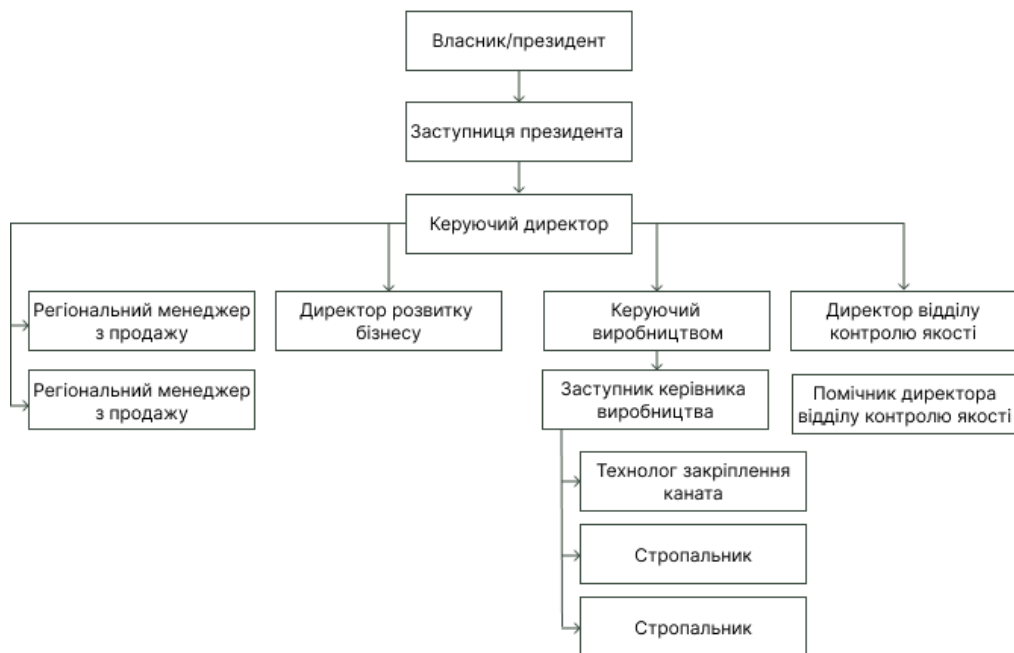 Власник/президент
Заступниця президента
Керуючий директор
Регіональний менеджер
з продажу
Директор розвитку
бізнесу
Керуючий
виробництвом
Директор відділу
контролю якості
Регіональний менеджер
з продажу
Заступник керівника
виробництва
Помічник директора
відділу контролю якості
Технолог закріплення
каната
Стропальник
Стропальник